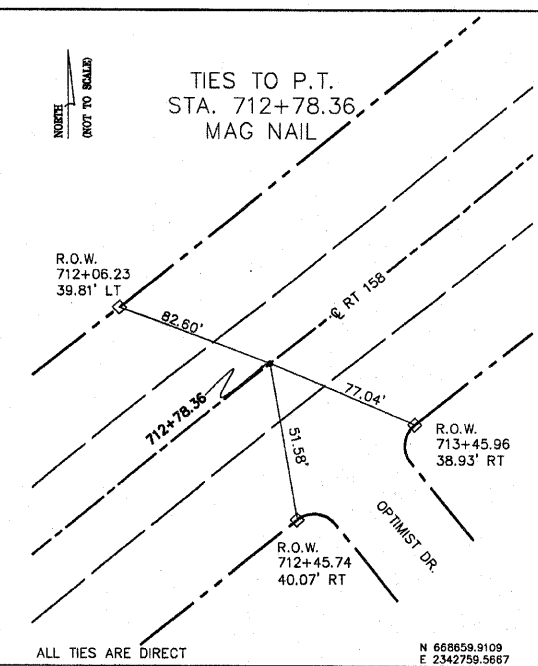 NORTH
(NOT TO SCALE)
TIES TO P.T.
STA. 712+78.36
MAG NAIL
R.O.W.
712+06.23
39.81' LT
82.60'
℄ RT 158
712+78.36
77.04'
51.58'
R.O.W.
713+45.96
38.93' RT
OPTIMIST DR.
R.O.W.
712+45.74
40.07' RT
ALL TIES ARE DIRECT
N 668659.9109
E 2342759.5667